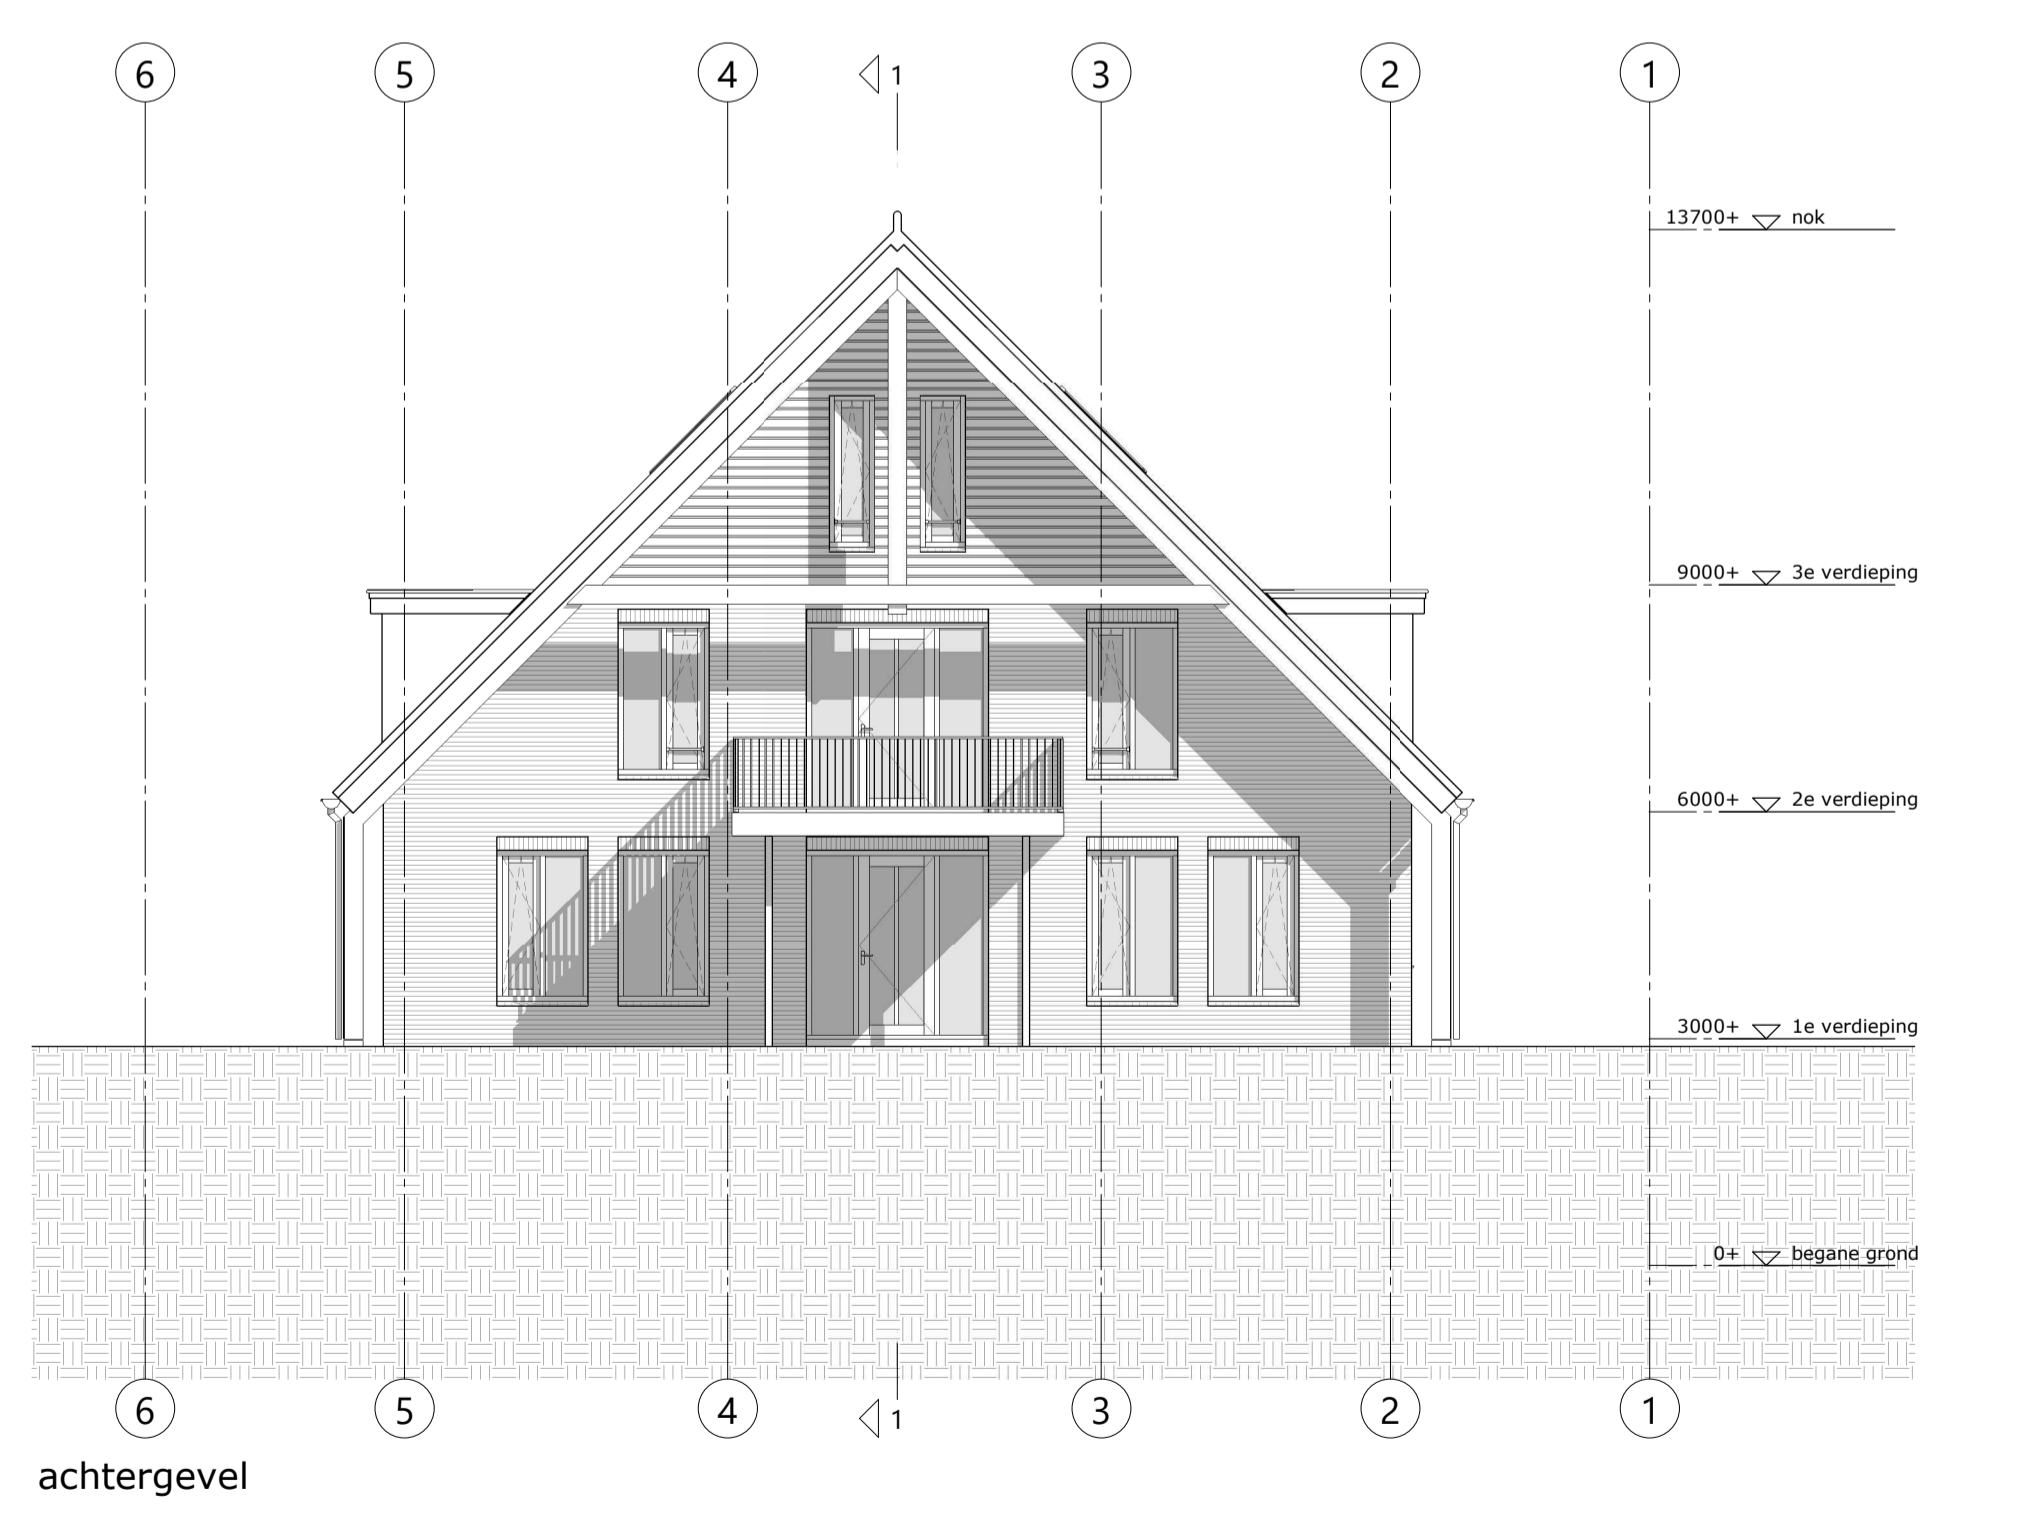 6 5 4 1 3 2 1
13700+ nok
9000+ 3e verdieping
6000+ 2e verdieping
3000+ 1e verdieping
0+ begane grond
6 5 4 1 3 2 1
achtergevel